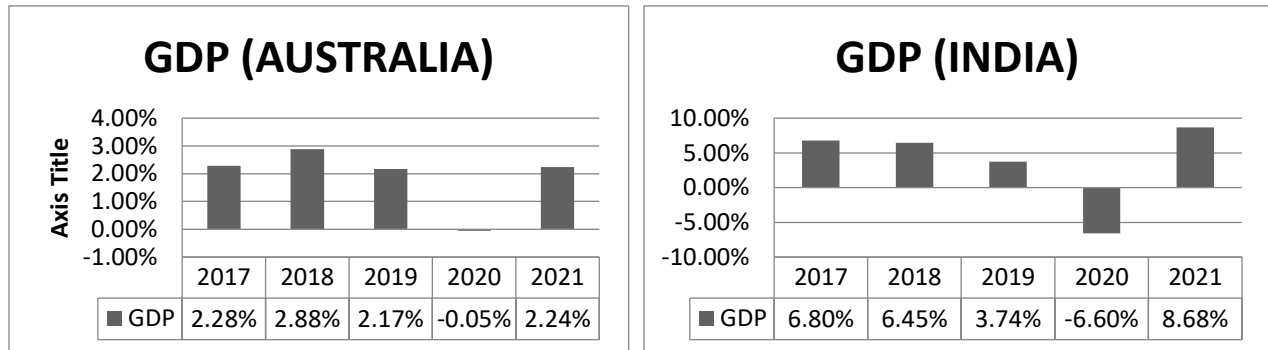 GDP (AUSTRALIA)
4.00%
3.00%
2.00%
1.00%
0.00%
-1.00%
Axis Title
2017 2018 2019 2020 2021
GDP 2.28% 2.88% 2.17% -0.05% 2.24%
GDP (INDIA)
10.00%
5.00%
0.00%
-5.00%
-10.00%
2017 2018 2019 2020 2021
GDP 6.80% 6.45% 3.74% -6.60% 8.68%